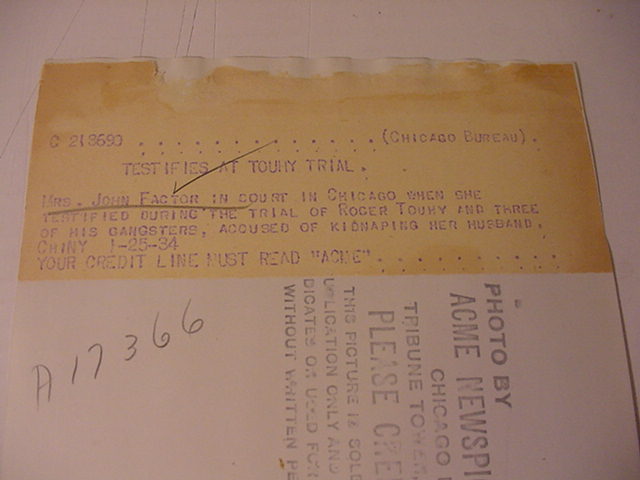 C 218690 . . . . . . . . . . . . . . (CHICAGO BUREAU).
TESTIFIES AT TOUHY TRIAL.
MRS. JOHN FACTOR IN COURT IN CHICAGO WHEN SHE
TESTIFIED DURING THE TRIAL OF ROGER TOUHY AND THREE
OF HIS GANGSTERS, ACCUSED OF KIDNAPING HER HUSBAND.
CHINY 1-25-34
YOUR CREDIT LINE MUST READ "ACME". . . . . . . . . . .
A17366
PHOTO BY
ACME NEWSPI
CHICAGO
TRIBUNE TOWER,
PLEASE CRE
THIS PICTURE IS SOLD
UBLICATION ONLY AND
DICATES OR USED FOR
WITHOUT WRITTEN PE